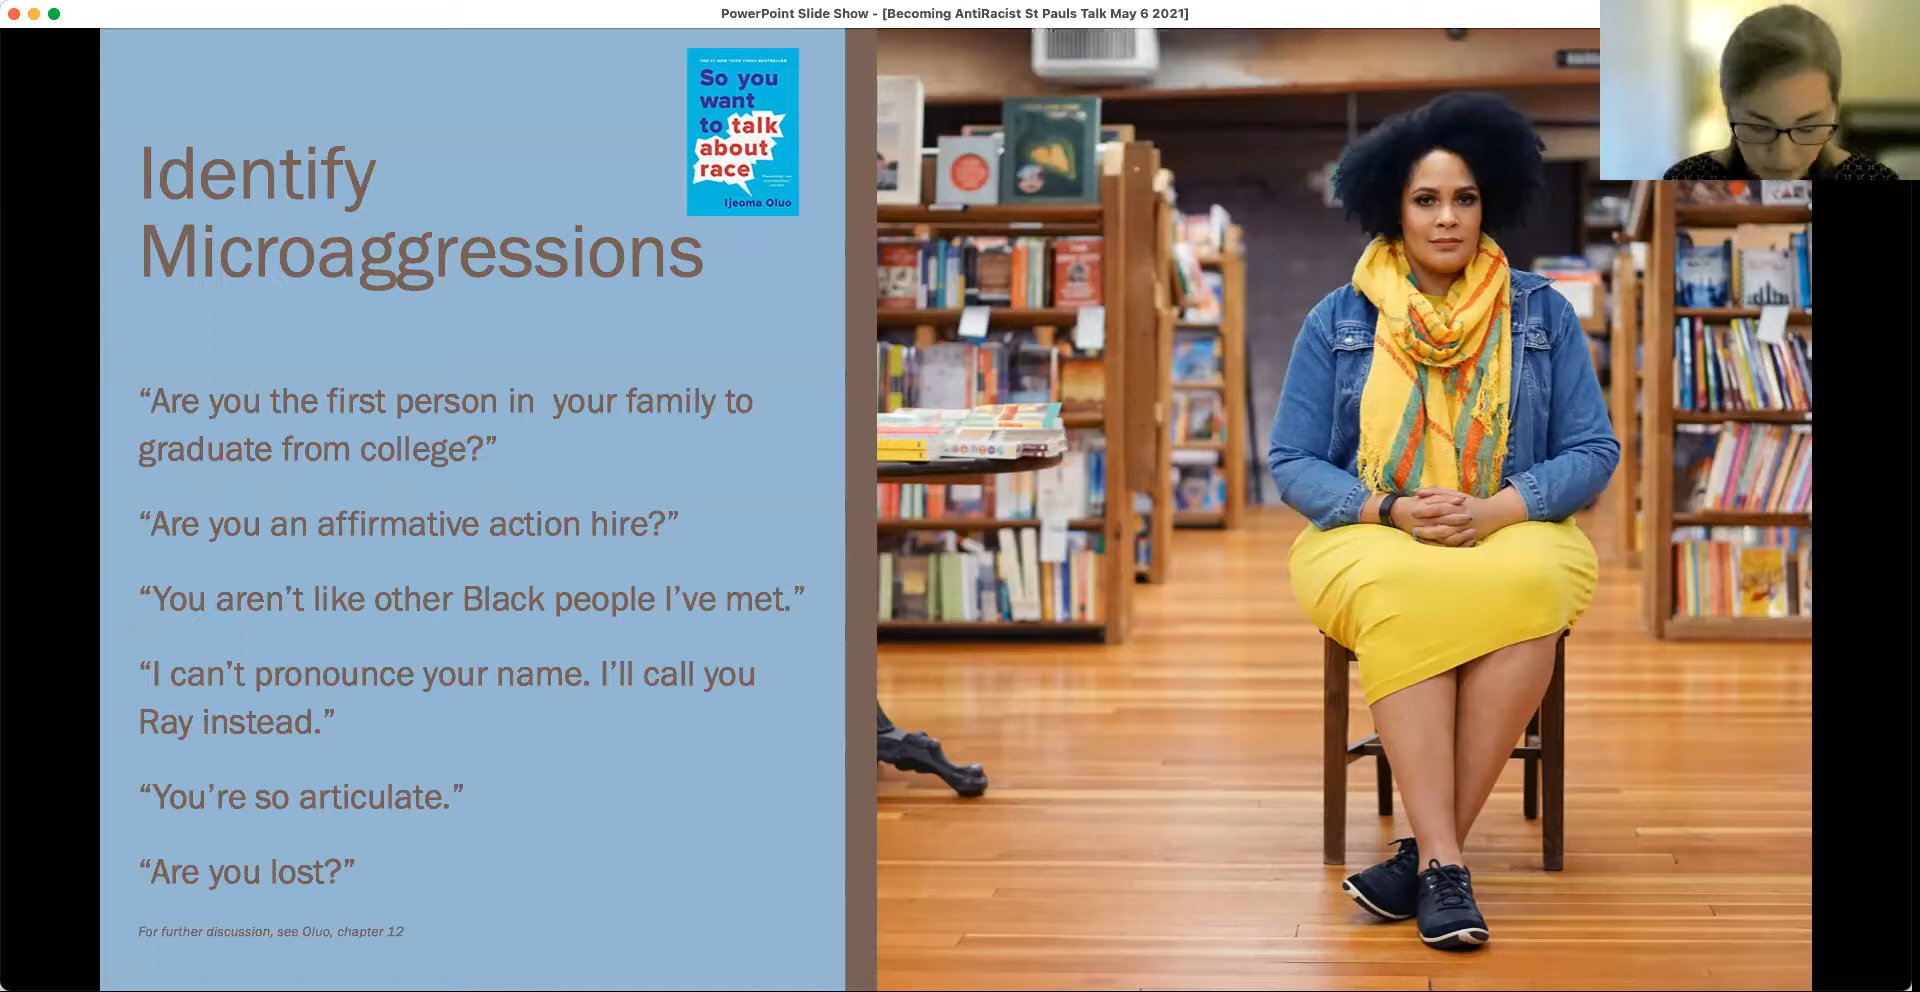 PowerPoint Slide Show - [Becoming AntiRacist St Pauls Talk May 6 2021]
So you
want
to talk
about
race
Ijeoma Oluo
Identify
Microaggressions
“Are you the first person in  your family to
graduate from college?”
“Are you an affirmative action hire?”
“You aren’t like other Black people I’ve met.”
“I can’t pronounce your name. I’ll call you
Ray instead.”
“You’re so articulate.”
“Are you lost?”
For further discussion, see Oluo, chapter 12